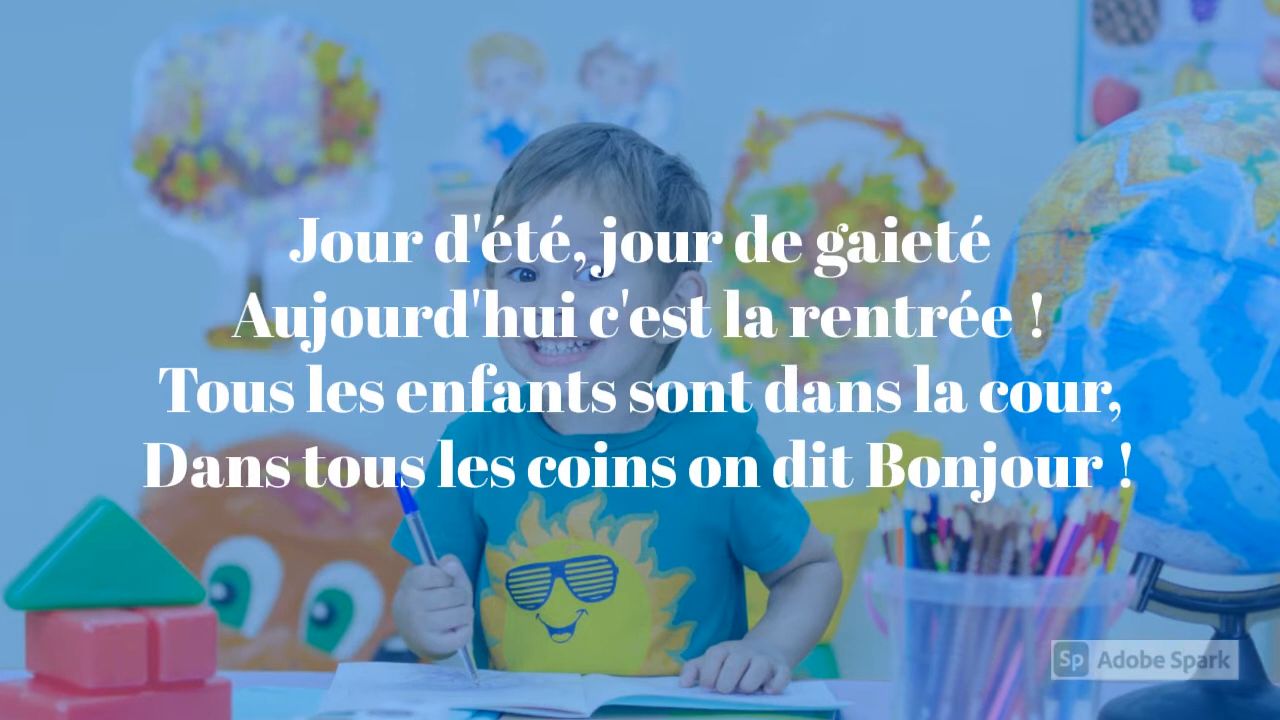 Jour d'été, jour de gaieté
Aujourd'hui c'est la rentrée !
Tous les enfants sont dans la cour,
Dans tous les coins on dit Bonjour !
Sp Adobe Spark